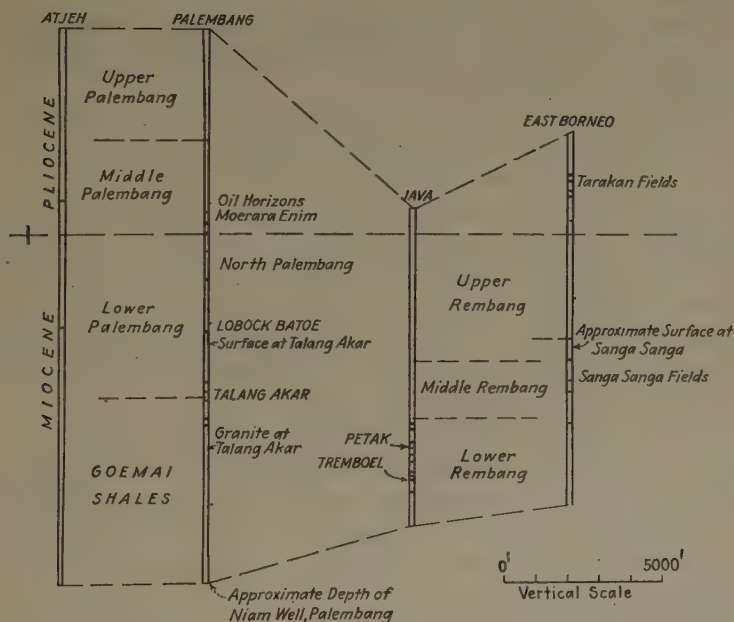 ATJEH
PALEMBANG
Upper
Palembang
PLIOCENE
Middle
Palembang
EAST BORNEO
Tarakan Fields
JAVA
Oil Horizons
Moerara Enim
North Palembang
Upper
Rembang
Lower
Palembang
MIOCENE
LOBOCK BATOE
Surface at Talang Akar
Approximate Surface at
Sanga Sanga
Middle Rembang
Sanga Sanga Fields
TALANG AKAR
Granite at
Talang Akar
PETAK
TREMBOEL
Lower
Rembang
GOEMAI
SHALES
0' 5000'
Vertical Scale
Approximate Depth of
Niam Well, Palembang